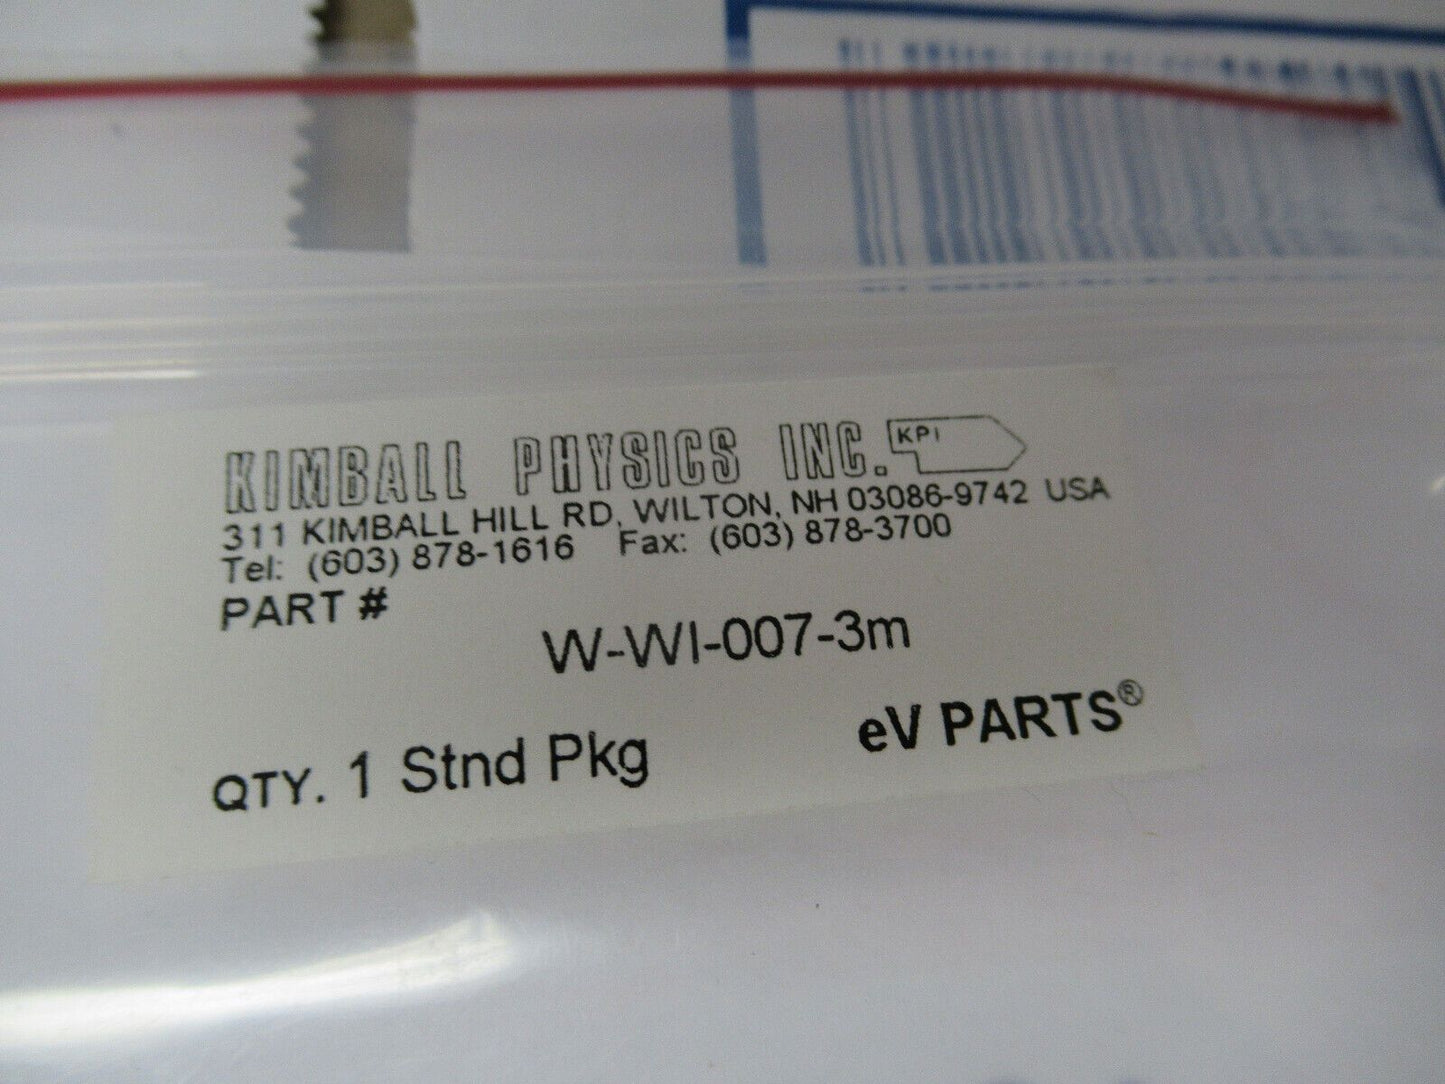 KIMBALL PHYSICS INC. KPI
311 KIMBALL HILL RD, WILTON, NH 03086-9742 USA
Tel: (603) 878-1616 Fax: (603) 878-3700
PART #
W-WI-007-3m
QTY. 1 Stnd Pkg eV PARTS®